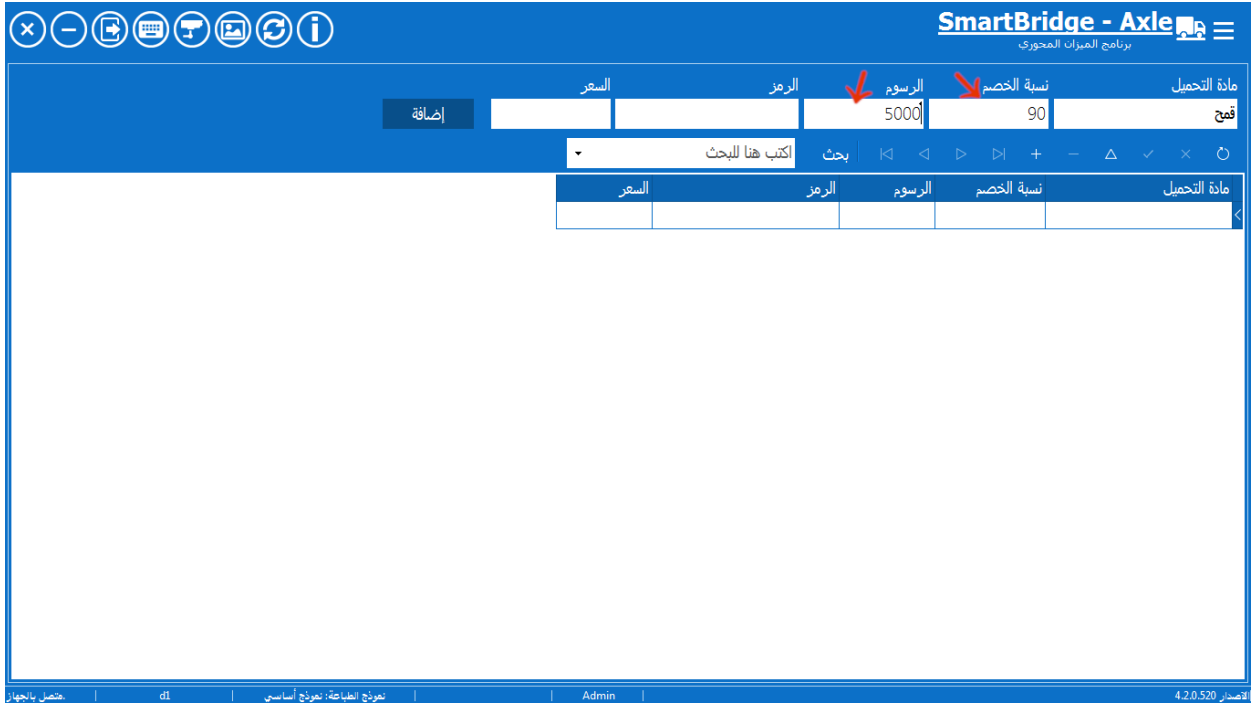 SmartBridge - Axle
برنامج الميزان المحوري
مادة التحميل نسبة الخصم الرسوم الرمز السعر
قمح 90 5000 إضافة
بحث اكتب هنا للبحث
مادة التحميل نسبة الخصم الرسوم الرمز السعر
الاصدار 4.2.0.520 Admin نموذج الطباعة: نموذج أساسي d1 متصل بالجهاز.